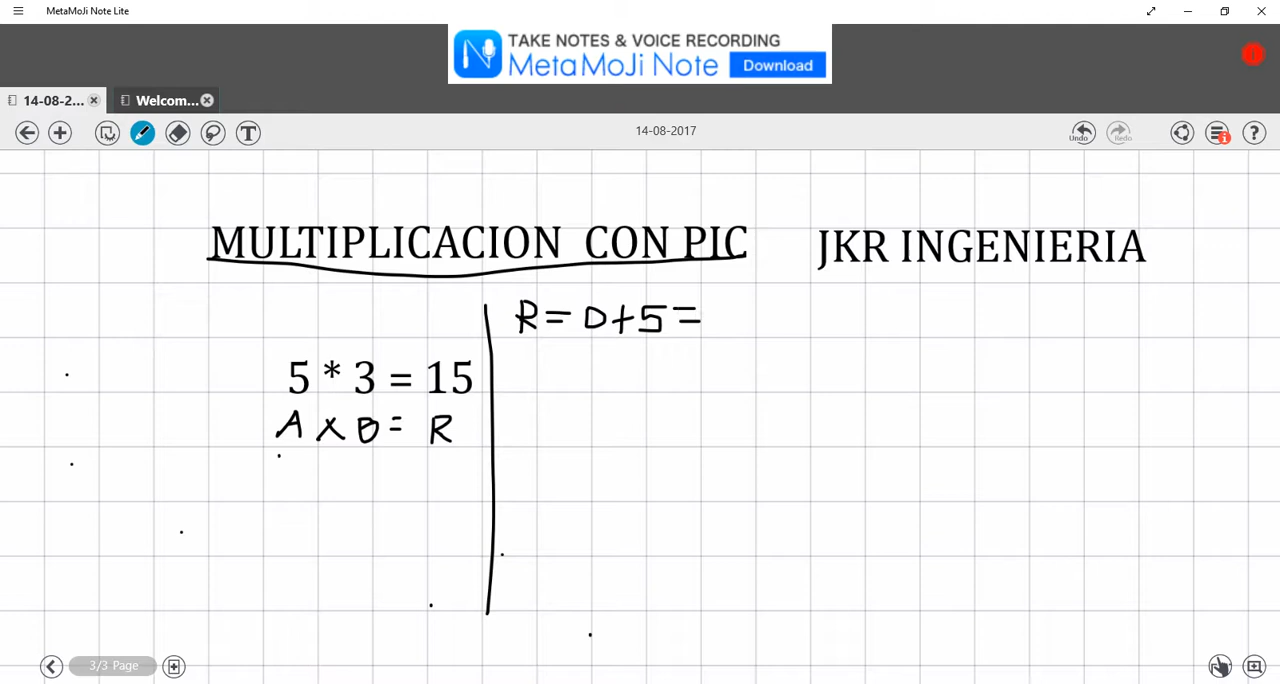 MetaMoJi Note Lite
TAKE NOTES & VOICE RECORDING
MetaMoJi Note Download
14-08-2... Welcom...
14-08-2017
Undo Redo
MULTIPLICACION CON PIC JKR INGENIERIA
R = 0 + 5 =
5 * 3 = 15
A X B = R
3/3 Page